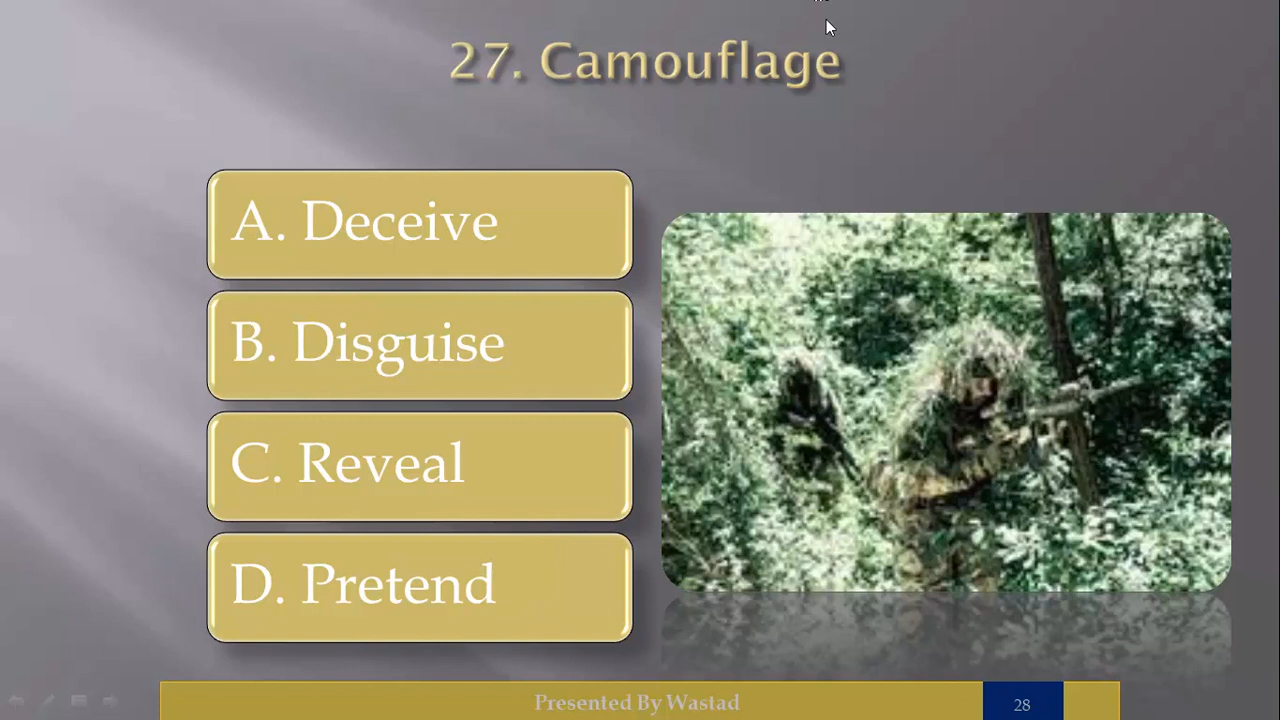 27. Camouflage
A. Deceive
B. Disguise
C. Reveal
D. Pretend
Presented By Wastad
28